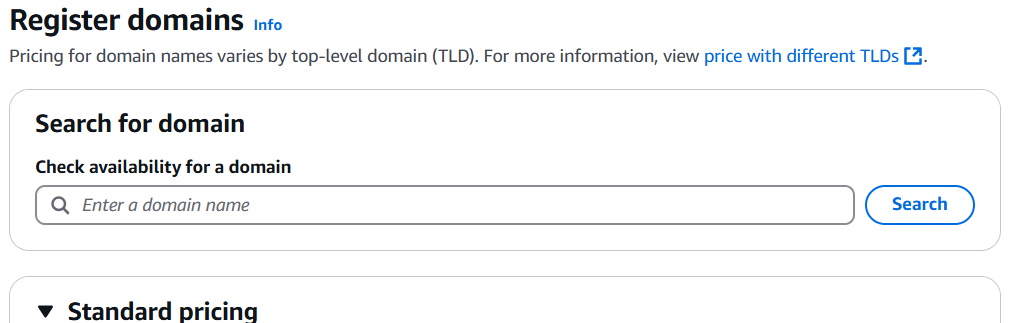 Register domains Info
Pricing for domain names varies by top-level domain (TLD). For more information, view price with different TLDs.
Search for domain
Check availability for a domain
Enter a domain name
Search
Standard pricing